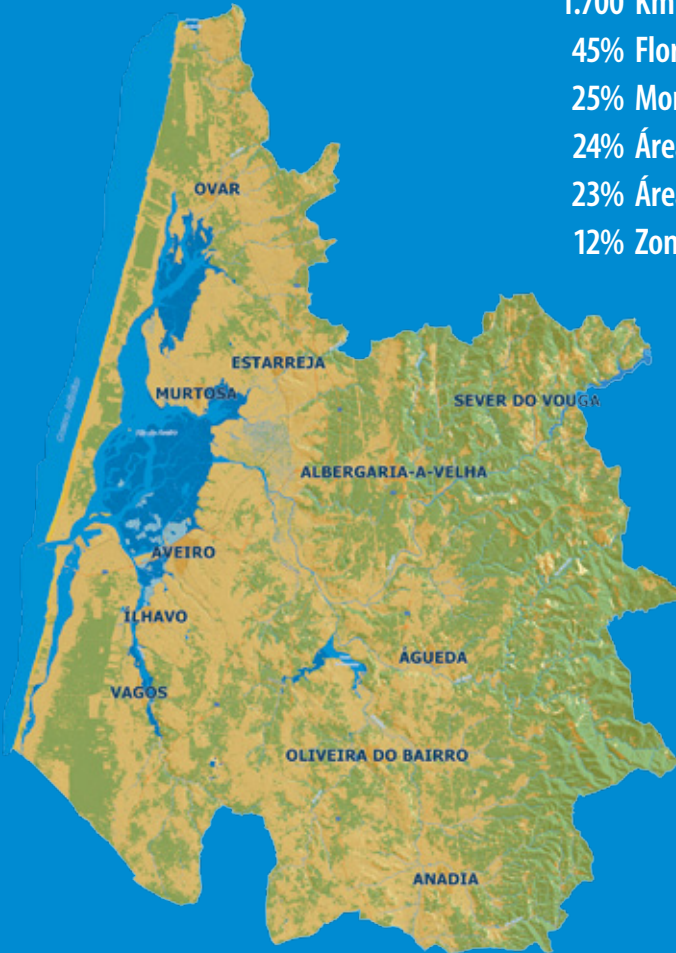 1.700 Km
45% Flor
25% Mor
24% Áre
23% Áre
12% Zon
OVAR
ESTARREJA
MURTOSA
SEVER DO VOUGA
ALBERGARIA-A-VELHA
AVEIRO
ÍLHAVO
ÁGUEDA
VAGOS
OLIVEIRA DO BAIRRO
ANADIA